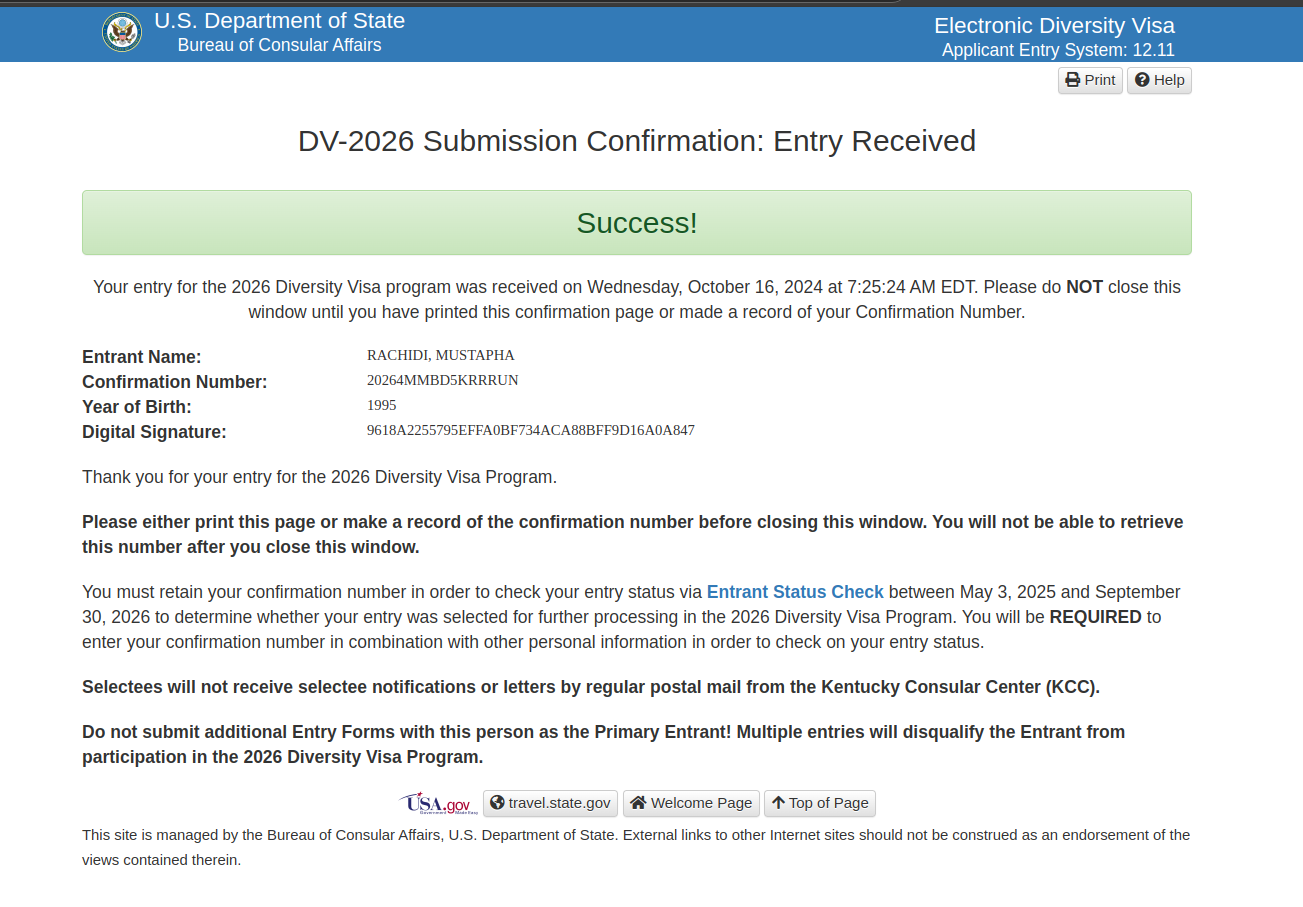 U.S. Department of State
Bureau of Consular Affairs
Electronic Diversity Visa
Applicant Entry System: 12.11
Print Help
DV-2026 Submission Confirmation: Entry Received
Success!
Your entry for the 2026 Diversity Visa program was received on Wednesday, October 16, 2024 at 7:25:24 AM EDT. Please do NOT close this
window until you have printed this confirmation page or made a record of your Confirmation Number.
Entrant Name: RACHIDI, MUSTAPHA
Confirmation Number: 20264MMBD5KRRRUN
Year of Birth: 1995
Digital Signature: 9618A2255795EFFA0BF734ACA88BFF9D16A0A847
Thank you for your entry for the 2026 Diversity Visa Program.
Please either print this page or make a record of the confirmation number before closing this window. You will not be able to retrieve
this number after you close this window.
You must retain your confirmation number in order to check your entry status via Entrant Status Check between May 3, 2025 and September
30, 2026 to determine whether your entry was selected for further processing in the 2026 Diversity Visa Program. You will be REQUIRED to
enter your confirmation number in combination with other personal information in order to check on your entry status.
Selectees will not receive selectee notifications or letters by regular postal mail from the Kentucky Consular Center (KCC).
Do not submit additional Entry Forms with this person as the Primary Entrant! Multiple entries will disqualify the Entrant from
participation in the 2026 Diversity Visa Program.
USA.gov travel.state.gov Welcome Page Top of Page
Government Made Easy
This site is managed by the Bureau of Consular Affairs, U.S. Department of State. External links to other Internet sites should not be construed as an endorsement of the
views contained therein.